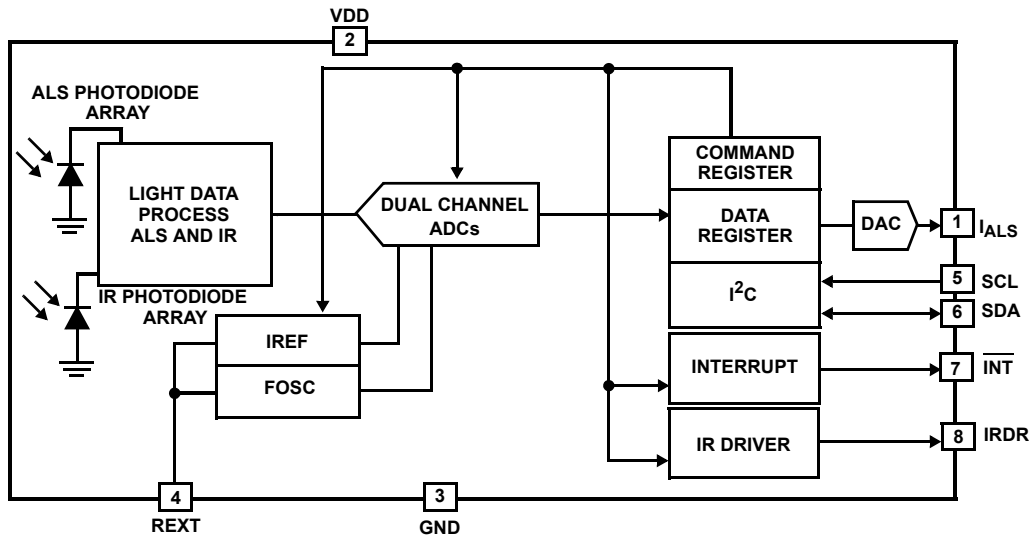 VDD
2
ALS PHOTODIODE
ARRAY
LIGHT DATA
PROCESS
ALS AND IR
DUAL CHANNEL
ADCs
COMMAND
REGISTER
DATA
REGISTER
I²C
DAC
1
I_ALS
5
SCL
6
SDA
IR PHOTODIODE
ARRAY
IREF
FOSC
INTERRUPT
7
INT
IR DRIVER
8
IRDR
4
REXT
3
GND